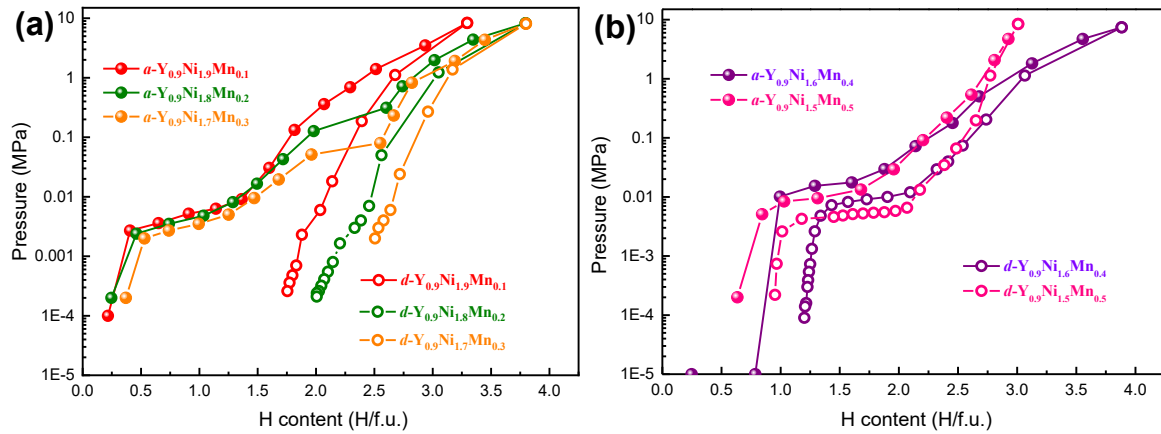 (a)
Pressure (MPa)
10
1
0.1
0.01
0.001
1E-4
1E-5
a-Y0.9Ni1.9Mn0.1
a-Y0.9Ni1.8Mn0.2
a-Y0.9Ni1.7Mn0.3
d-Y0.9Ni1.9Mn0.1
d-Y0.9Ni1.8Mn0.2
d-Y0.9Ni1.7Mn0.3
0.0 0.5 1.0 1.5 2.0 2.5 3.0 3.5 4.0
H content (H/f.u.)
(b)
Pressure (MPa)
10
1
0.1
0.01
1E-3
1E-4
1E-5
a-Y0.9Ni1.6Mn0.4
a-Y0.9Ni1.5Mn0.5
d-Y0.9Ni1.6Mn0.4
d-Y0.9Ni1.5Mn0.5
0.0 0.5 1.0 1.5 2.0 2.5 3.0 3.5 4.0
H content (H/f.u.)